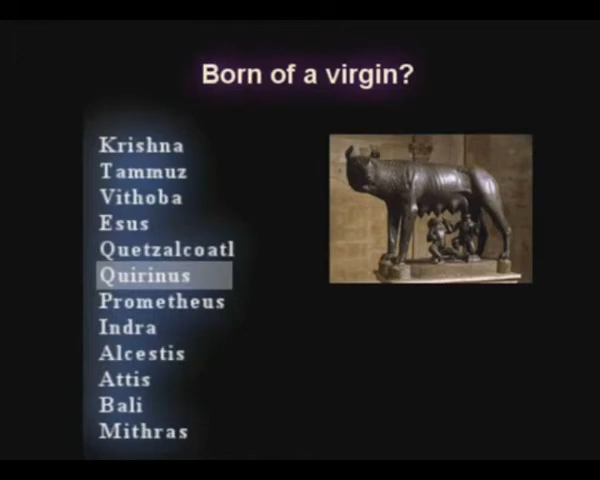 Born of a virgin?
Krishna
Tammuz
Vithoba
Esus
Quetzalcoatl
Quirinus
Prometheus
Indra
Alcestis
Attis
Bali
Mithras